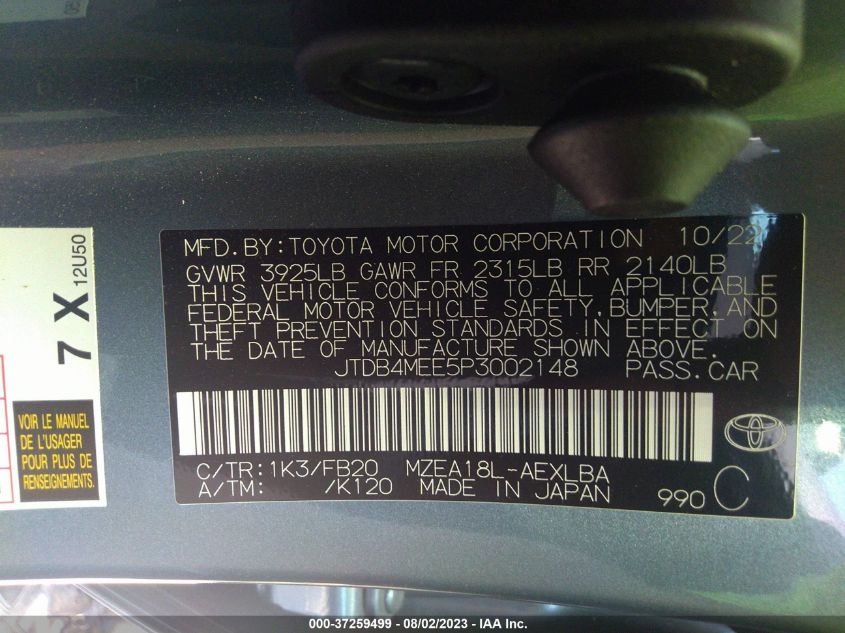 7 X 12U50
VOIR LE MANUEL
DE L'USAGER
POUR PLUS DE
RENSEIGNEMENTS.
MFD.BY:TOYOTA MOTOR CORPORATION 10/22
GVWR 3925LB GAWR FR 2315LB RR 2140LB
THIS VEHICLE CONFORMS TO ALL APPLICABLE
FEDERAL MOTOR VEHICLE SAFETY,BUMPER,AND
THEFT PREVENTION STANDARDS IN EFFECT ON
THE DATE OF MANUFACTURE SHOWN ABOVE.
JTDB4MEE5P3002148 PASS.CAR
C/TR:1K3/FB20 MZEA18L-AEXLBA
A/TM: /K120 MADE IN JAPAN 990 C
000-37259499 - 08/02/2023 - IAA Inc.